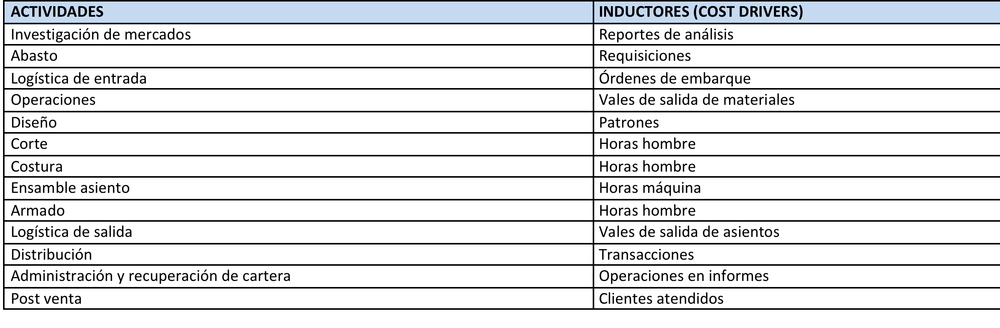 ACTIVIDADES INDUCTORES (COST DRIVERS)
Investigación de mercados Reportes de análisis
Abasto Requisiciones
Logística de entrada Órdenes de embarque
Operaciones Vales de salida de materiales
Diseño Patrones
Corte Horas hombre
Costura Horas hombre
Ensamble asiento Horas máquina
Armado Horas hombre
Logística de salida Vales de salida de asientos
Distribución Transacciones
Administración y recuperación de cartera Operaciones en informes
Post venta Clientes atendidos